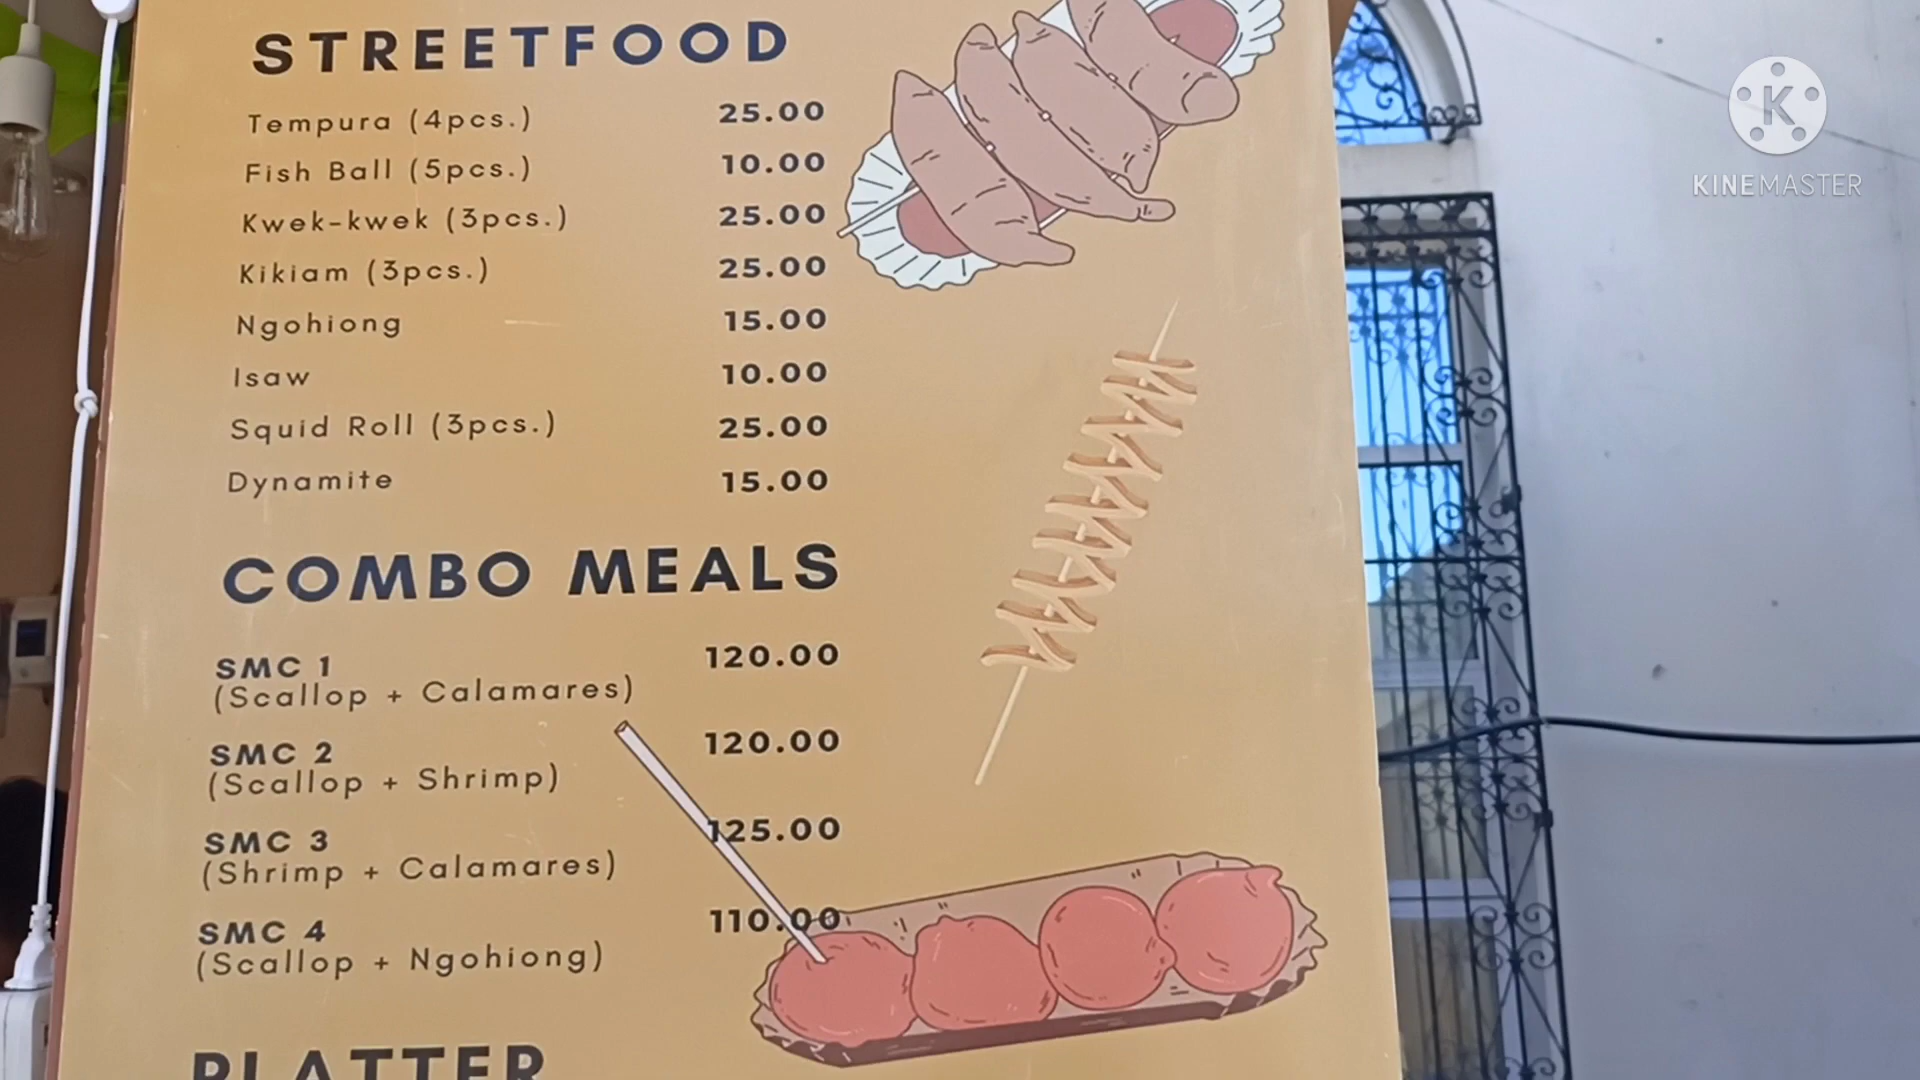 STREETFOOD
Tempura (4pcs.) 25.00
Fish Ball (5pcs.) 10.00
Kwek-kwek (3pcs.) 25.00
Kikiam (3pcs.) 25.00
Ngohiong 15.00
Isaw 10.00
Squid Roll (3pcs.) 25.00
Dynamite 15.00
COMBO MEALS
SMC 1 120.00
(Scallop + Calamares)
SMC 2 120.00
(Scallop + Shrimp)
SMC 3 125.00
(Shrimp + Calamares)
SMC 4 110.00
(Scallop + Ngohiong)
PLATTER
K
KINEMASTER